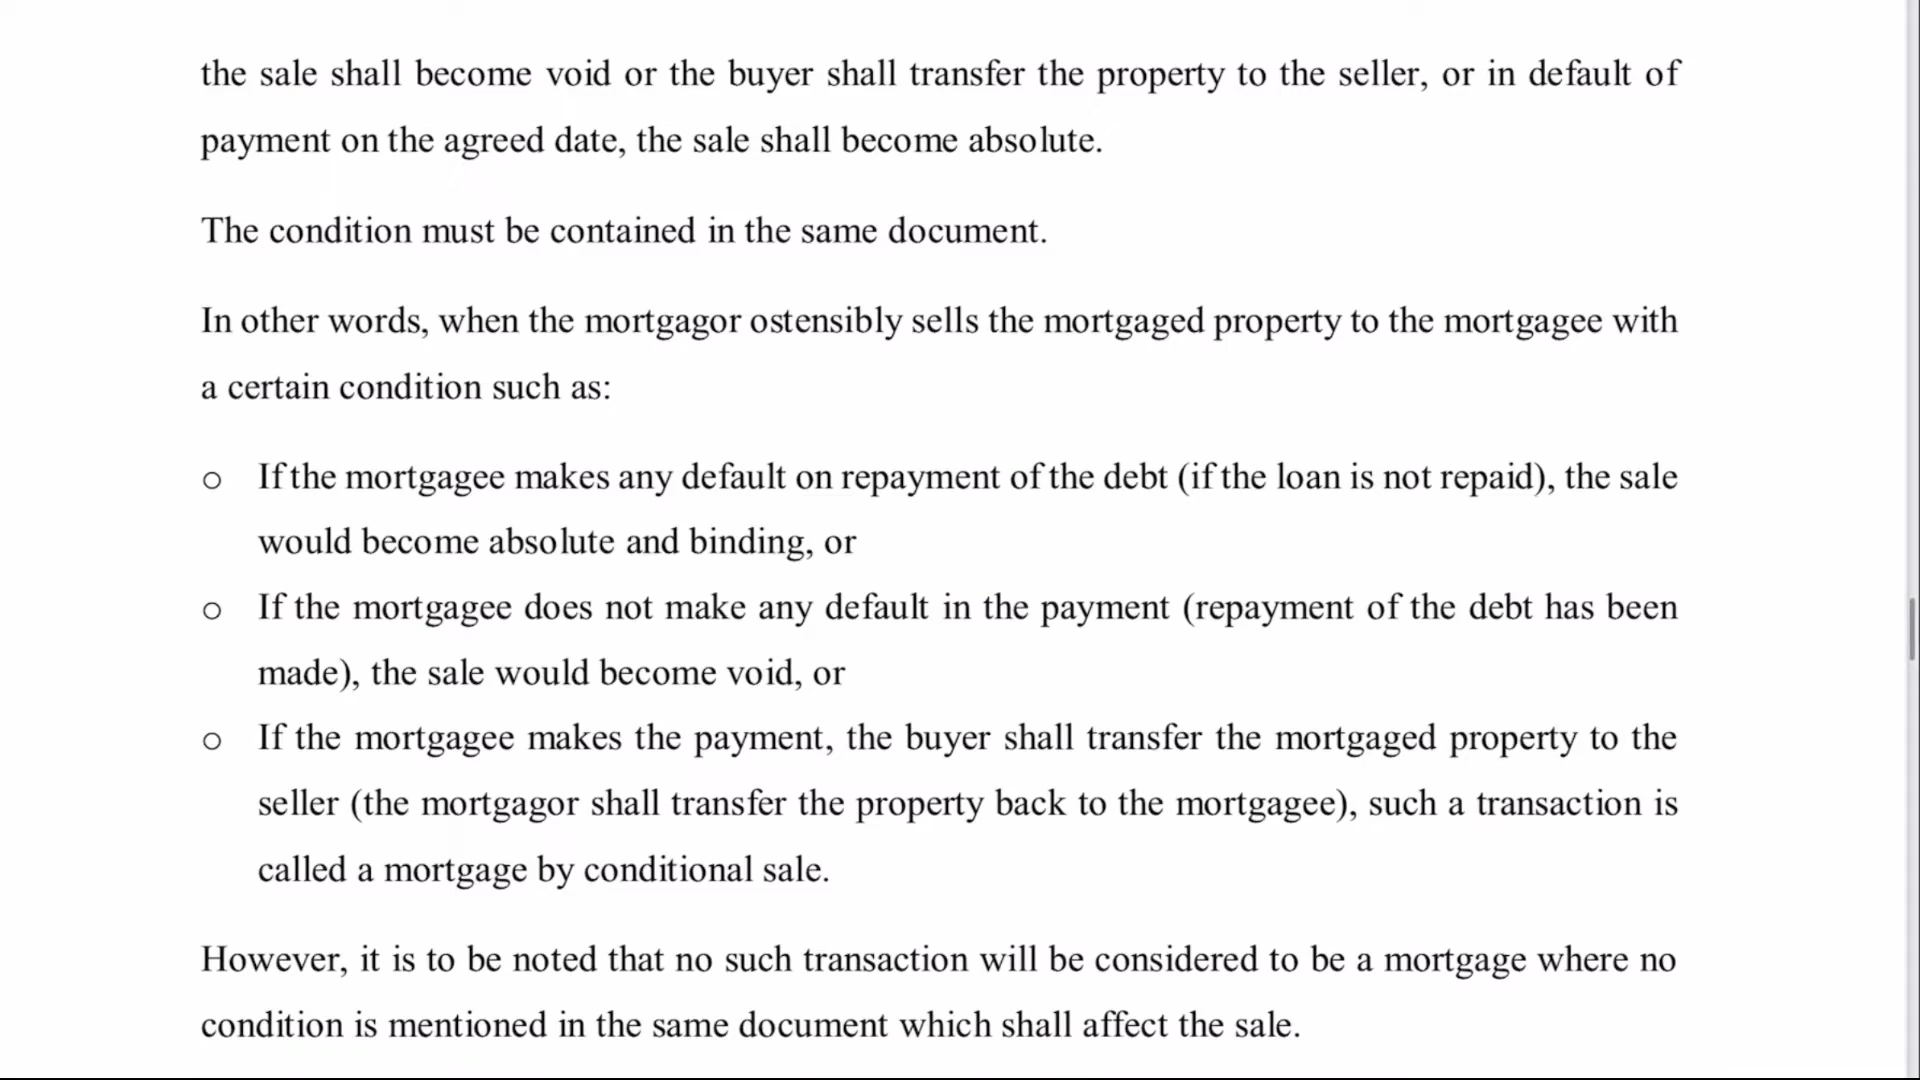 the sale shall become void or the buyer shall transfer the property to the seller, or in default of
payment on the agreed date, the sale shall become absolute.
The condition must be contained in the same document.
In other words, when the mortgagor ostensibly sells the mortgaged property to the mortgagee with
a certain condition such as:
o If the mortgagee makes any default on repayment of the debt (if the loan is not repaid), the sale
would become absolute and binding, or
o If the mortgagee does not make any default in the payment (repayment of the debt has been
made), the sale would become void, or
o If the mortgagee makes the payment, the buyer shall transfer the mortgaged property to the
seller (the mortgagor shall transfer the property back to the mortgagee), such a transaction is
called a mortgage by conditional sale.
However, it is to be noted that no such transaction will be considered to be a mortgage where no
condition is mentioned in the same document which shall affect the sale.